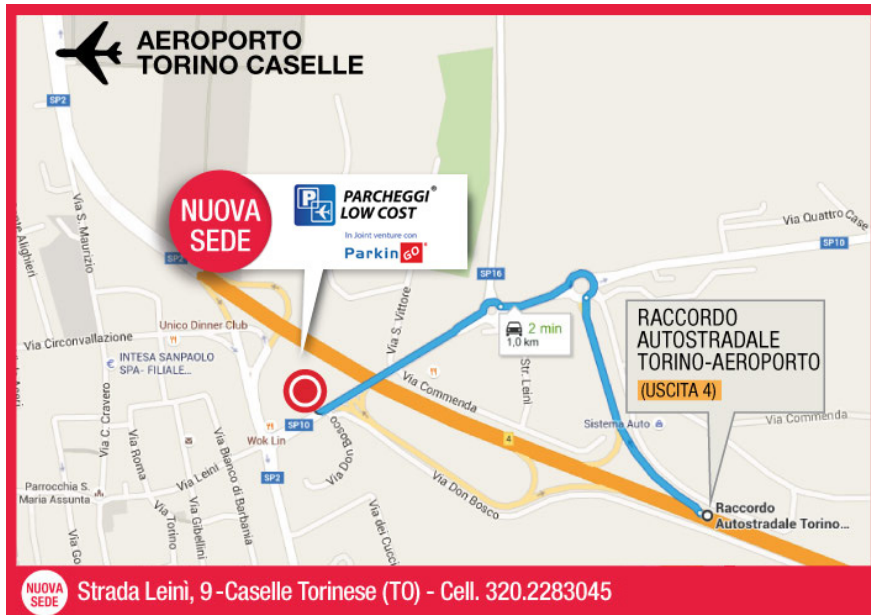 AEROPORTO
TORINO CASELLE
SP2
Via S. Maurizio
NUOVA
SEDE
P
PARCHEGGI®
LOW COST
In Joint venture con
ParkinGO
Via Quattro Case
SP10
SP16
Via S. Vittore
2 min
1,0 km
RACCORDO
AUTOSTRADALE
TORINO-AEROPORTO
(USCITA 4)
Unico Dinner Club
Via Circonvallazione
INTESA SANPAOLO
SPA- FILIALE...
Str. Leinì
Via Commenda
Via Commenda
Via C. Cravero
Sistema Auto
SP10
Wok Lin
4
Via Don Bosco
Via Roma
Via Leinì
SP2
Via Bianco di Barbania
Via Don Bosco
Parrocchia S.
Maria Assunta
Via Torino
Via Gibellini
Via dei Cucci
Via Go
Raccordo
Autostradale Torino...
NUOVA
SEDE
Strada Leinì, 9 -Caselle Torinese (TO) - Cell. 320.2283045